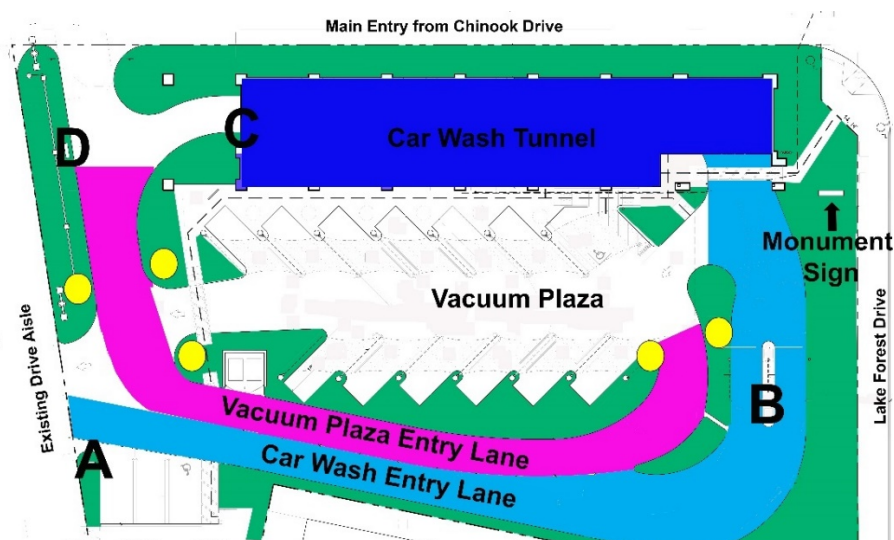 Main Entry from Chinook Drive
D
C
Car Wash Tunnel
Monument
Sign
Vacuum Plaza
Existing Drive Aisle
Lake Forest Drive
B
Vacuum Plaza Entry Lane
A
Car Wash Entry Lane